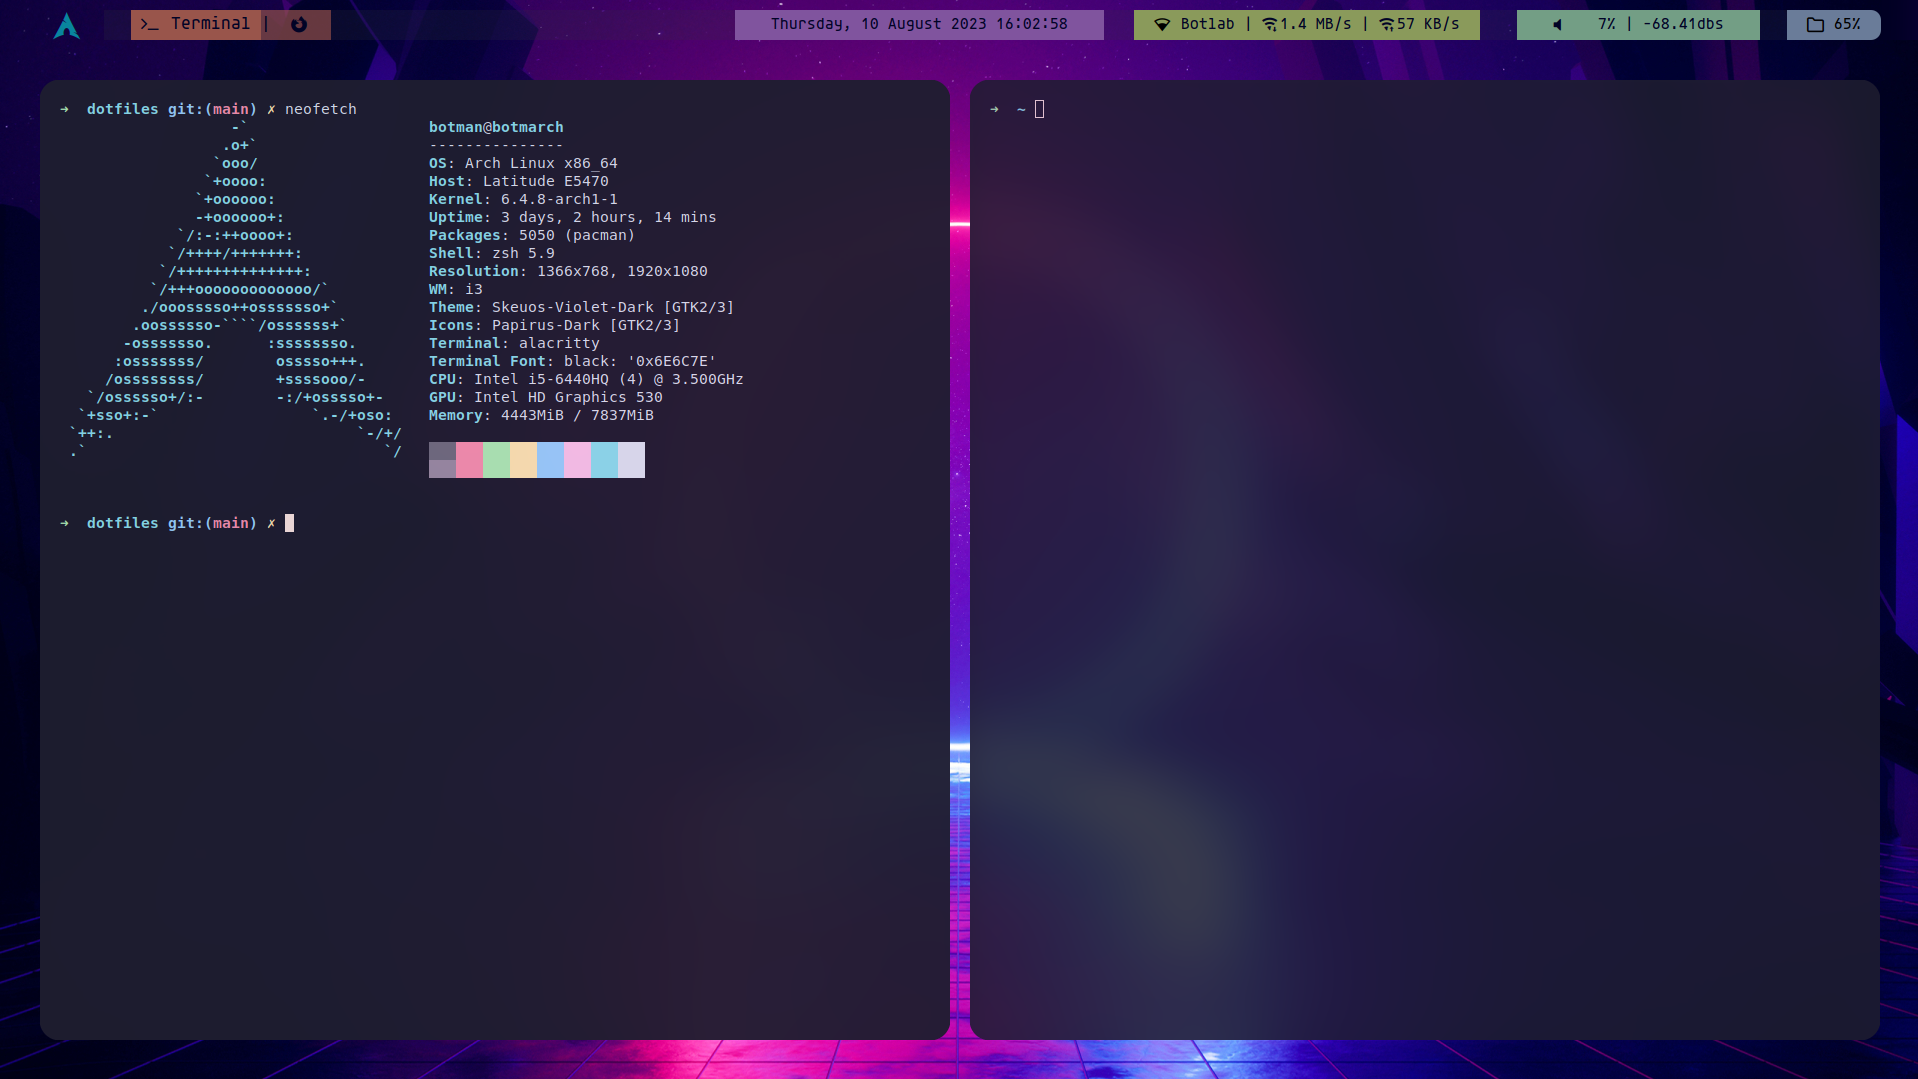 >_ Terminal |
Thursday, 10 August 2023 16:02:58
Botlab | 1.4 MB/s | 57 KB/s
7% | -68.41dbs
65%
➜  dotfiles git:(main) ✗ neofetch
-`
.o+`
`ooo/
`+oooo:
`+oooooo:
-+oooooo+:
`/:-:++oooo+:
`/++++/+++++++:
`/++++++++++++++:
`/+++ooooooooooooo/`
./ooosssso++osssssso+`
.oossssso-````/ossssss+`
-osssssso.      :ssssssso.
:osssssss/        osssso+++.
/ossssssss/        +ssssooo/-
`/ossssso+/:-        -:/+osssso+-
`+sso+:-`                 `.-/+oso:
`++:.                           `-/+/
.`                                 `/
botman@botmarch
---------------
OS: Arch Linux x86_64
Host: Latitude E5470
Kernel: 6.4.8-arch1-1
Uptime: 3 days, 2 hours, 14 mins
Packages: 5050 (pacman)
Shell: zsh 5.9
Resolution: 1366x768, 1920x1080
WM: i3
Theme: Skeuos-Violet-Dark [GTK2/3]
Icons: Papirus-Dark [GTK2/3]
Terminal: alacritty
Terminal Font: black: '0x6E6C7E'
CPU: Intel i5-6440HQ (4) @ 3.500GHz
GPU: Intel HD Graphics 530
Memory: 4443MiB / 7837MiB
➜  dotfiles git:(main) ✗
➜  ~